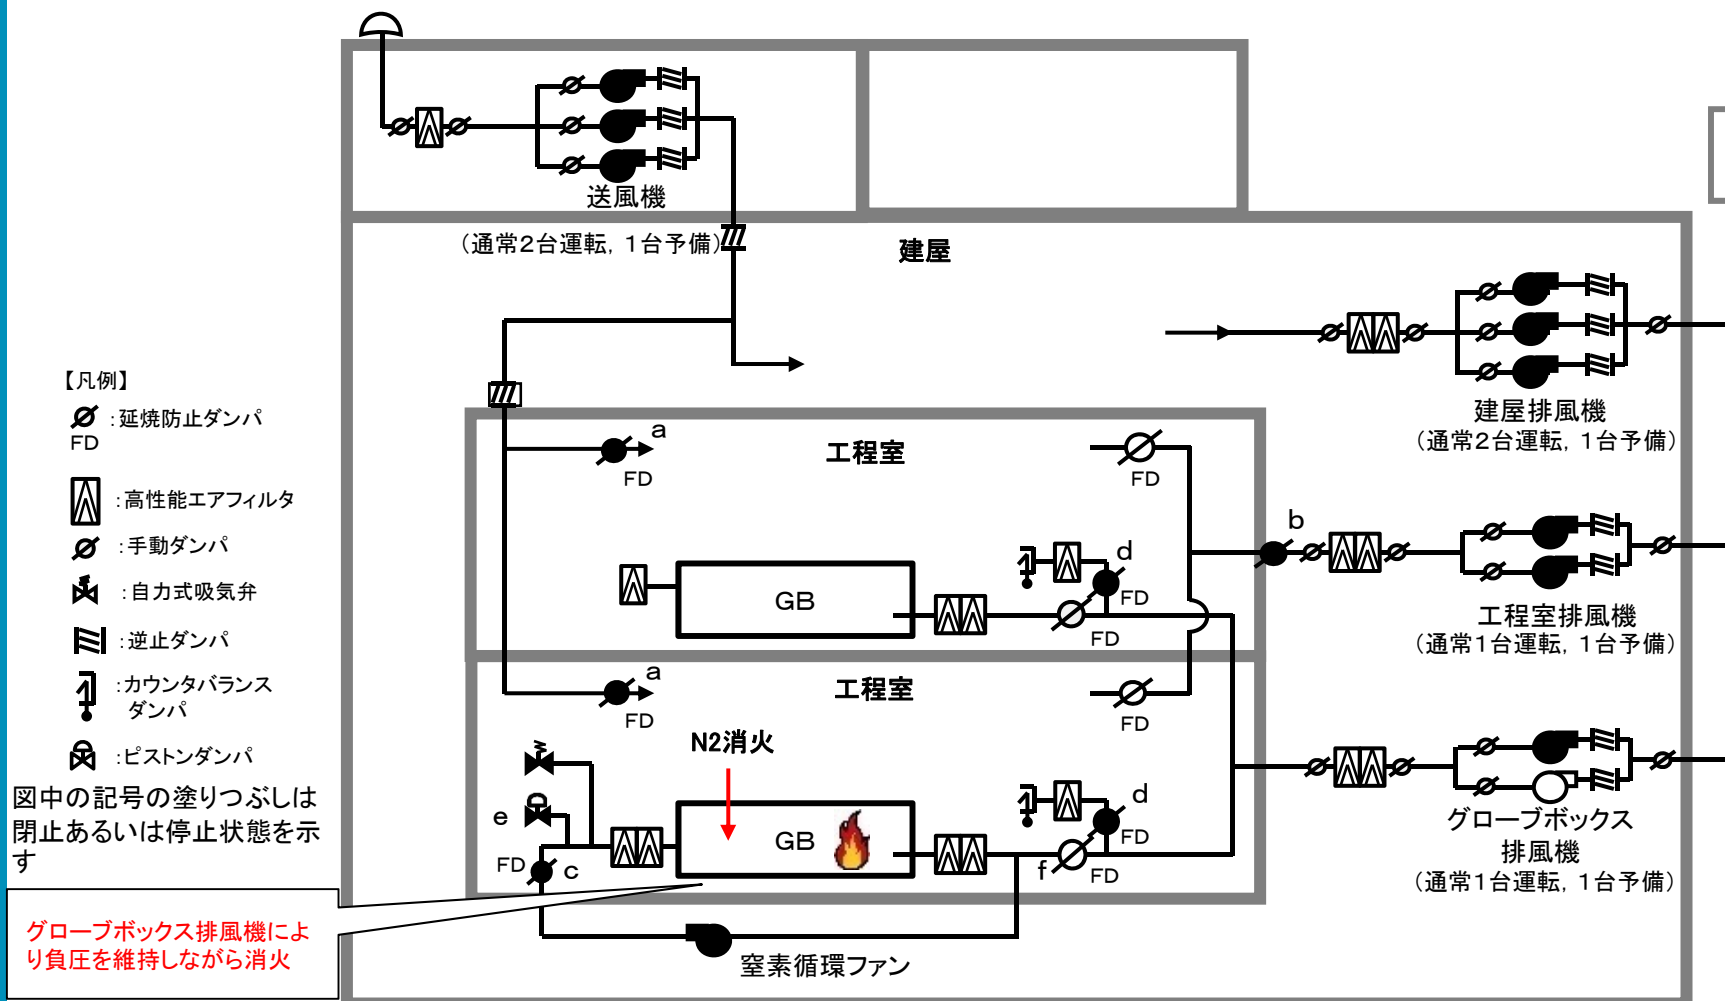 送風機
（通常２台運転，１台予備）
建屋
【凡例】
：延焼防止ダンパ
FD
：高性能エアフィルタ
：手動ダンパ
：自力式吸気弁
：逆止ダンパ
：カウンタバランス
ダンパ
：ピストンダンパ
図中の記号の塗りつぶしは
閉止あるいは停止状態を示
す
グローブボックス排風機によ
り負圧を維持しながら消火
建屋排風機
（通常２台運転，１台予備）
a
工程室
FD
FD
b
d
GB
FD
FD
工程室排風機
（通常１台運転，１台予備）
a
工程室
FD
FD
N2消火
e
d
GB
FD
FD
c
f
FD
グローブボックス
排風機
（通常１台運転，１台予備）
窒素循環ファン